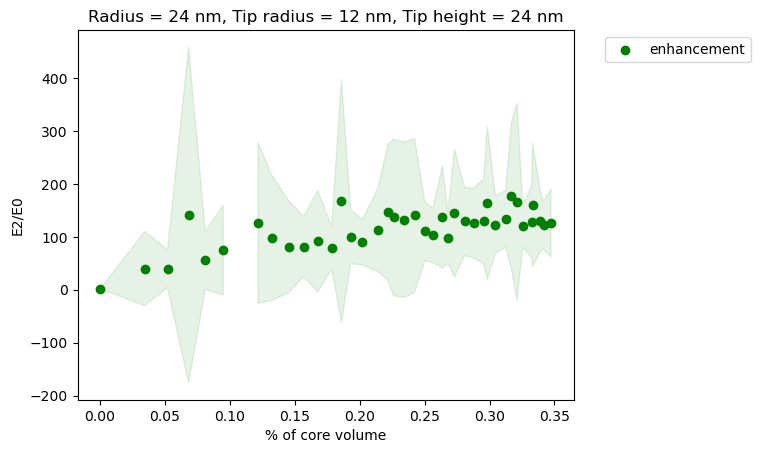 Radius = 24 nm, Tip radius = 12 nm, Tip height = 24 nm
enhancement
E2/E0
400
300
200
100
0
−100
−200
0.00 0.05 0.10 0.15 0.20 0.25 0.30 0.35
% of core volume